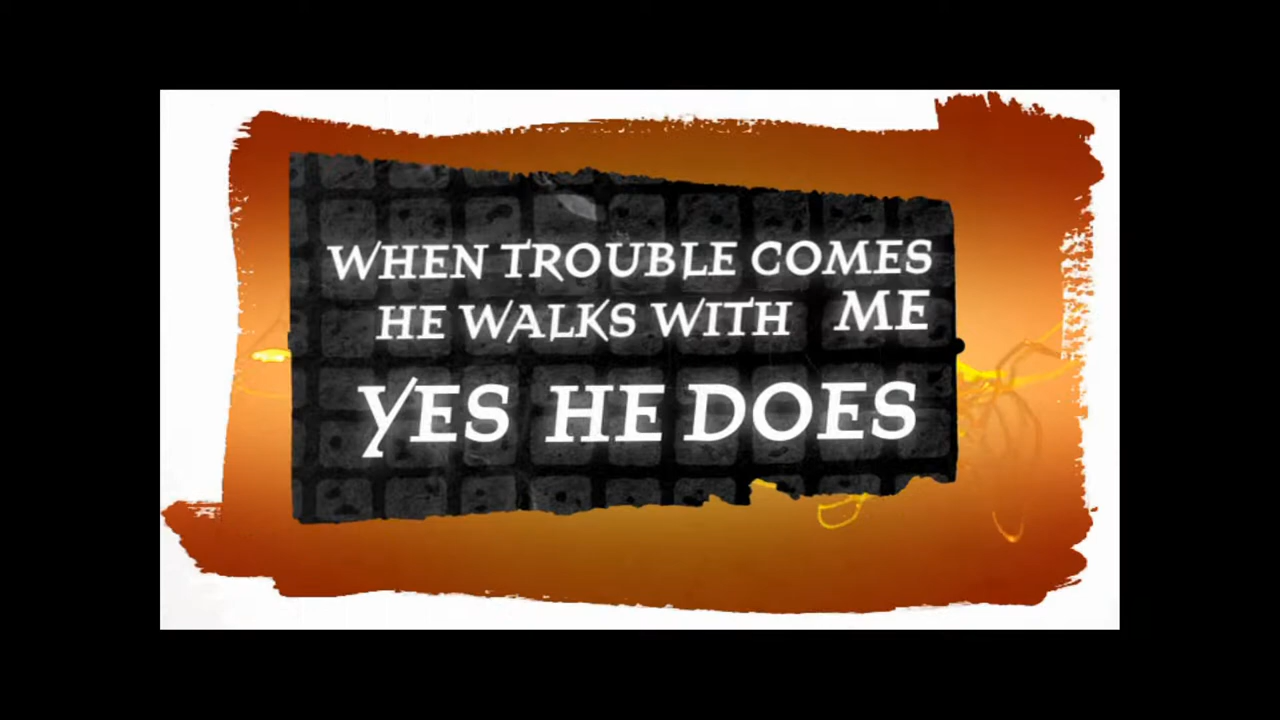 WHEN TROUBLE COMES
HE WALKS WITH ME
YES HE DOES